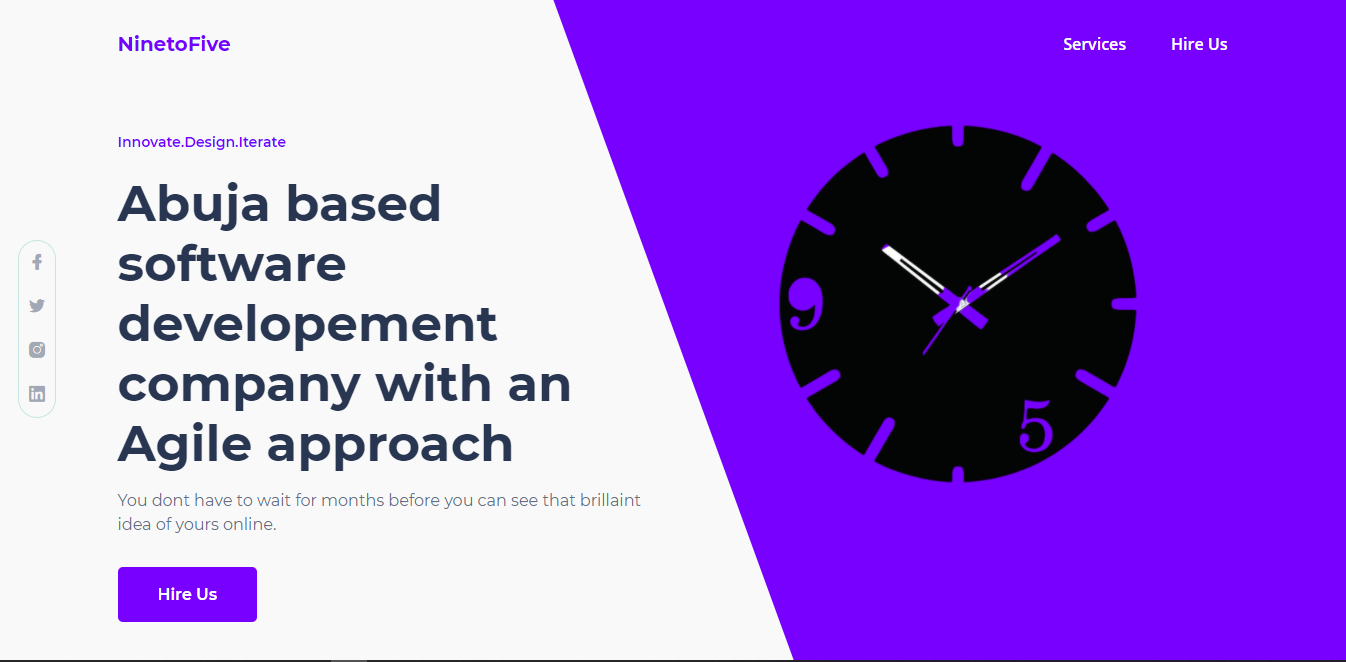 NinetoFive
Services
Hire Us
Innovate.Design.Iterate
Abuja based
software
developement
company with an
Agile approach
You dont have to wait for months before you can see that brillaint
idea of yours online.
Hire Us
9
5